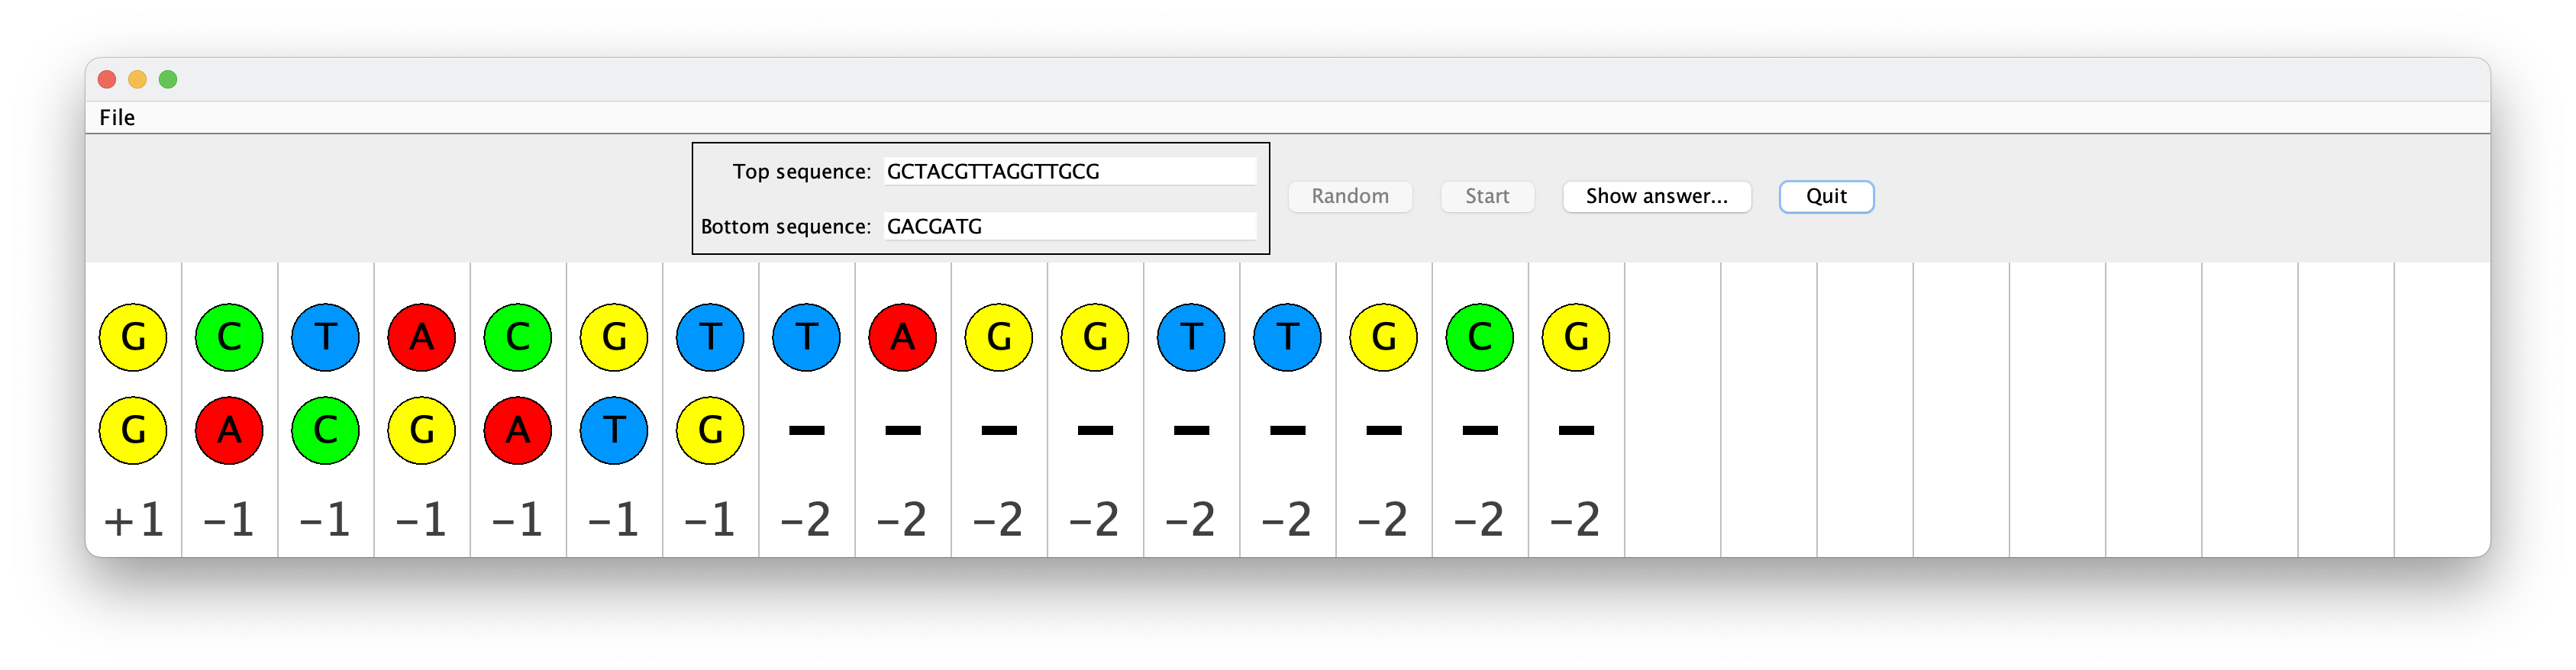 File
Top sequence: GCTACGTTAGGTTGCG
Bottom sequence: GACGATG
Random Start Show answer... Quit
G C T A C G T T A G G T T G C G
G A C G A T G – – – – – – – – –
+1 -1 -1 -1 -1 -1 -1 -2 -2 -2 -2 -2 -2 -2 -2 -2